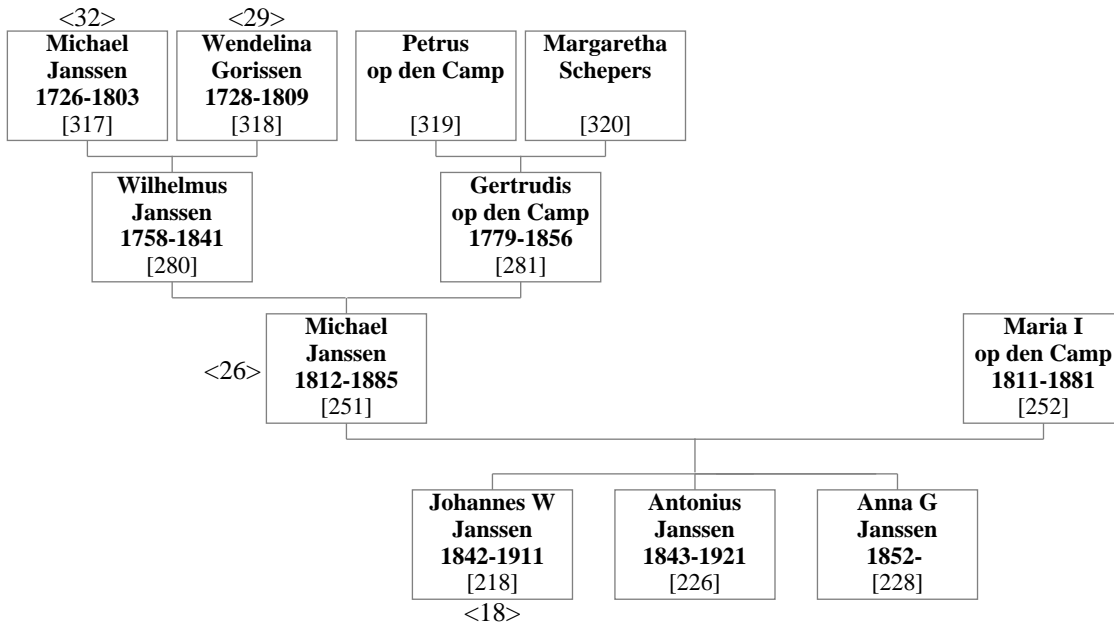 <32>
<29>
Michael
Janssen
1726-1803
[317]
Wendelina
Gorissen
1728-1809
[318]
Petrus
op den Camp
[319]
Margaretha
Schepers
[320]
Wilhelmus
Janssen
1758-1841
[280]
Gertrudis
op den Camp
1779-1856
[281]
<26>
Michael
Janssen
1812-1885
[251]
Maria I
op den Camp
1811-1881
[252]
Johannes W
Janssen
1842-1911
[218]
<18>
Antonius
Janssen
1843-1921
[226]
Anna G
Janssen
1852-
[228]